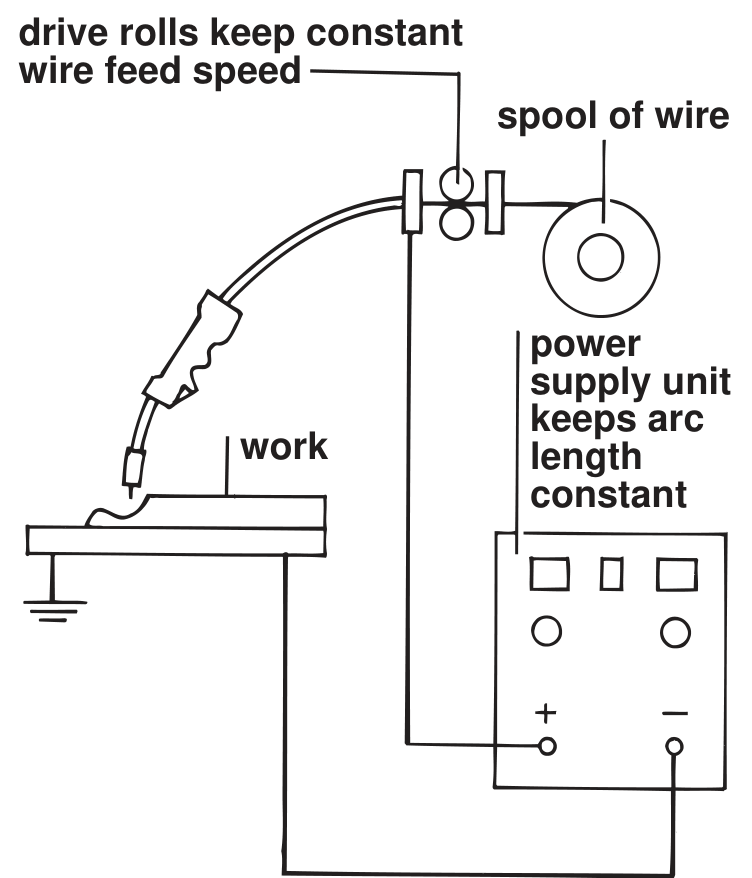 drive rolls keep constant
wire feed speed
spool of wire
power
supply unit
keeps arc
length
constant
work
+ −